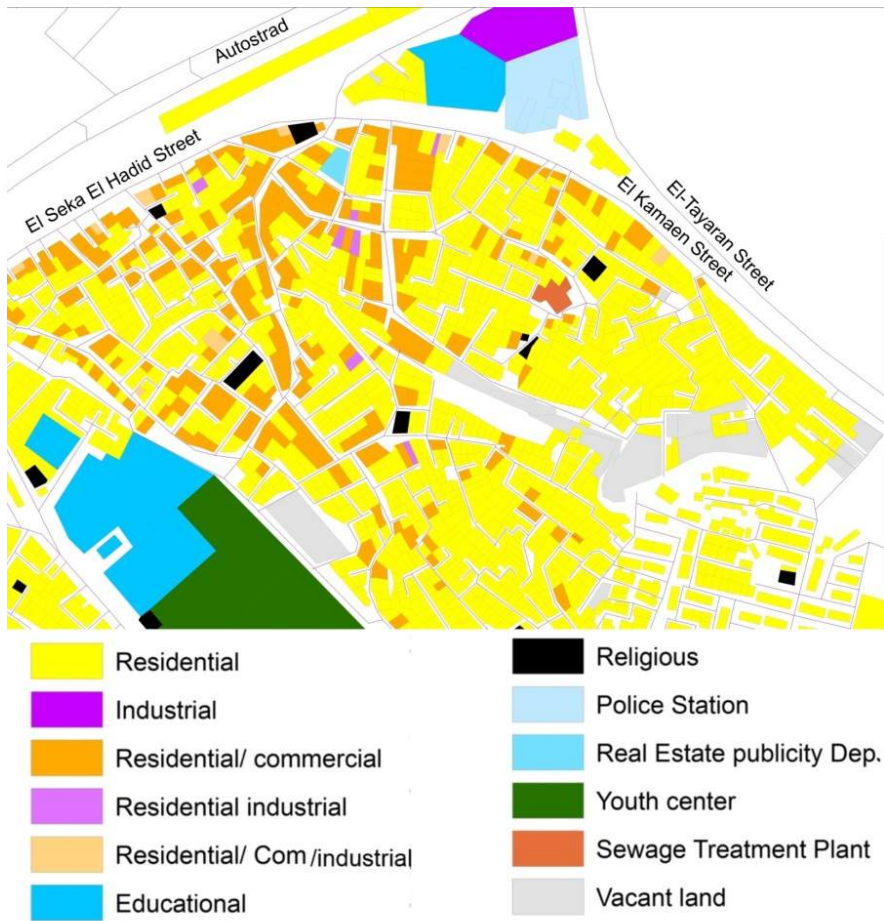 Autostrad
El Seka El Hadid Street
El-Tayaran Street
El Kamaen Street
Residential
Industrial
Residential/ commercial
Residential industrial
Residential/ Com /industrial
Educational
Religious
Police Station
Real Estate publicity Dep.
Youth center
Sewage Treatment Plant
Vacant land